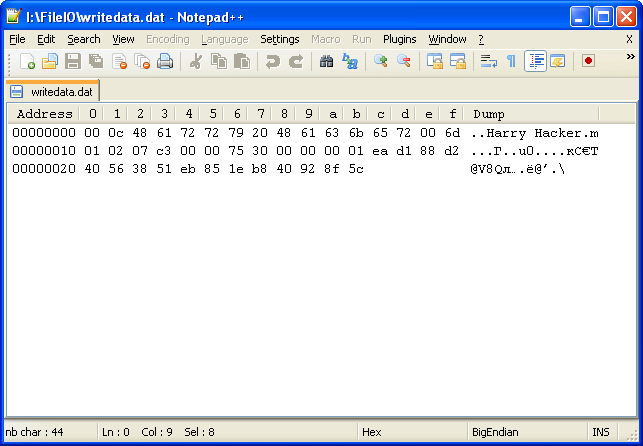 I:\FileIO\writedata.dat - Notepad++
File Edit Search View Encoding Language Settings Macro Run Plugins Window ? X
writedata.dat
Address 0 1 2 3 4 5 6 7 8 9 a b c d e f Dump
00000000 00 0c 48 61 72 72 79 20 48 61 63 6b 65 72 00 6d ..Harry Hacker.m
00000010 01 02 07 c3 00 00 75 30 00 00 00 01 ea d1 88 d2 ...Г..u0....кС€Т
00000020 40 56 38 51 eb 85 1e b8 40 92 8f 5c @V8Qл….ё@’.\
nb char : 44 Ln : 0 Col : 9 Sel : 8 Hex BigEndian INS